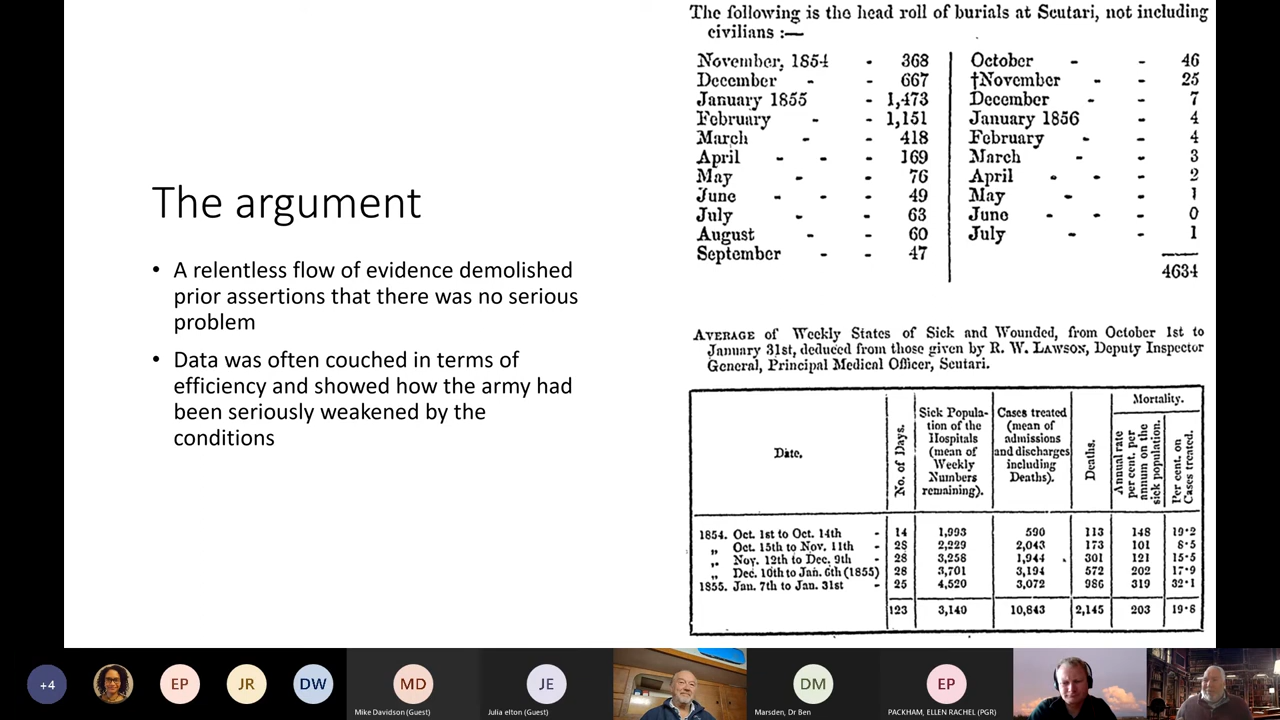 The argument
• A relentless flow of evidence demolished
prior assertions that there was no serious
problem
• Data was often couched in terms of
efficiency and showed how the army had
been seriously weakened by the
conditions
The following is the head roll of burials at Scutari, not including
civilians :—
November, 1854 - 368
December - - 667
January 1855 - 1,473
February - - 1,151
March - - 418
April - - - 169
May - - 76
June - - - 49
July - - 63
August - - 60
September - - 47
October - - 46
†November - - 25
December - - 7
January 1856 - 4
February - - 4
March - - 3
April - - - 2
May - - 1
June - - - 0
July - - 1
4634
AVERAGE of Weekly States of Sick and Wounded, from October 1st to
January 31st, deduced from those given by R. W. LAWSON, Deputy Inspector
General, Principal Medical Officer, Scutari.
Date.
No. of Days.
Sick Popula-
tion of the
Hospitals
(mean of
Weekly
Numbers
remaining).
Cases treated
(mean of
admissions
and discharges
including
Deaths).
Deaths.
Mortality.
Annual rate
per cent. per
annum on the
sick population.
Per cent. on
Cases treated.
1854. Oct. 1st to Oct. 14th - 14 1,993 590 113 148 19·2
„ Oct. 15th to Nov. 11th - 28 2,229 2,043 173 101 8·5
„ Nov. 12th to Dec. 9th - 28 3,258 1,944 301 121 15·5
„ Dec. 10th to Jan. 6th (1855) 28 3,701 3,194 572 202 17·9
1855. Jan. 7th to Jan. 31st - 25 4,520 3,072 986 319 32·1
123 3,140 10,843 2,145 203 19·8
+4
EP
JR
DW
MD
Mike Davidson (Guest)
JE
Julia elton (Guest)
DM
Marsden, Dr Ben
EP
PACKHAM, ELLEN RACHEL (PGR)